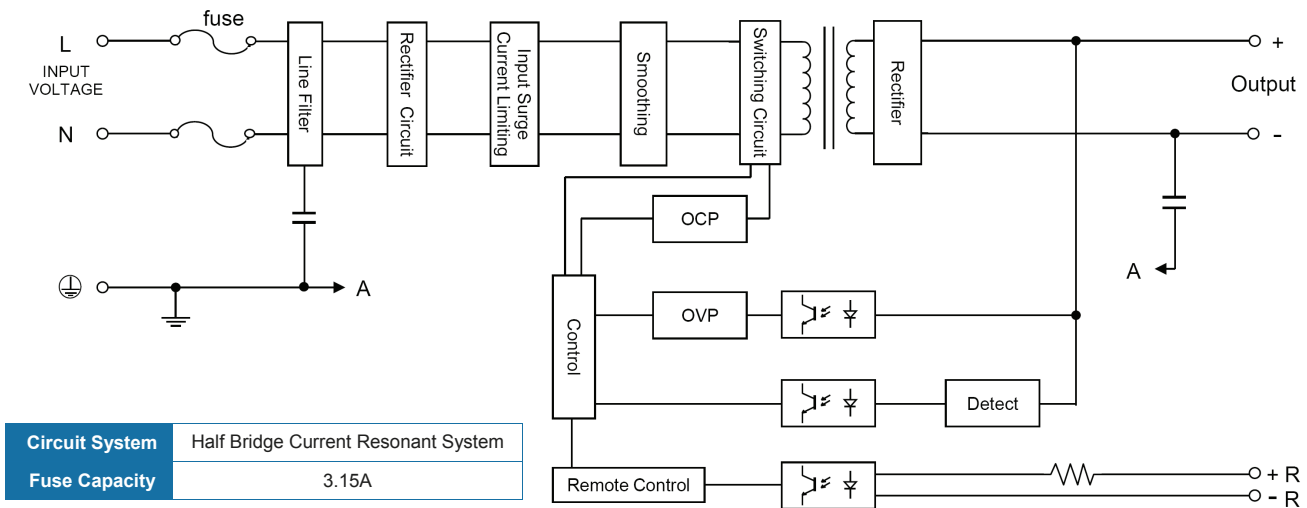 fuse
L
INPUT
VOLTAGE
N
Line Filter
Rectifier Circuit
Input Surge
Current Limiting
Smoothing
Switching Circuit
Rectifier
+
Output
-
OCP
A
A
Control
OVP
Detect
Remote Control
+ R
- R
Circuit System Half Bridge Current Resonant System
Fuse Capacity 3.15A